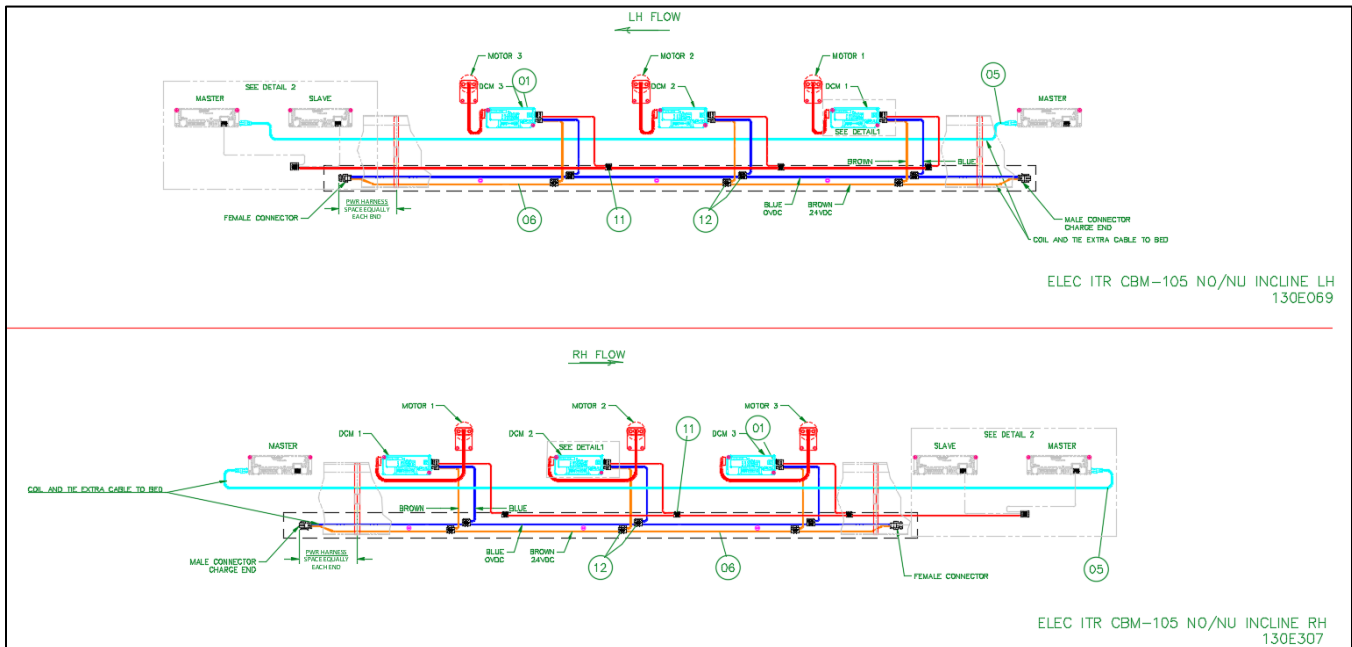 LH FLOW
MOTOR 3
MOTOR 2
MOTOR 1
01
05
SEE DETAIL 2
MASTER
SLAVE
DCM 3
DCM 2
DCM 1
MASTER
SEE DETAIL1
BROWN
BLUE
FEMALE CONNECTOR
PWR HARNESS
SPACE EQUALLY
EACH END
06
11
12
BLUE
0VDC
BROWN
24VDC
MALE CONNECTOR
CHARGE END
COIL AND TIE EXTRA CABLE TO BED
ELEC ITR CBM-105 NO/NU INCLINE LH
130E069
RH FLOW
MOTOR 1
MOTOR 2
MOTOR 3
11
01
MASTER
DCM 1
DCM 2
SEE DETAIL1
DCM 3
SEE DETAIL 2
SLAVE
MASTER
COIL AND TIE EXTRA CABLE TO BED
BROWN
BLUE
MALE CONNECTOR
CHARGE END
PWR HARNESS
SPACE EQUALLY
EACH END
BLUE
0VDC
BROWN
24VDC
12
06
FEMALE CONNECTOR
05
ELEC ITR CBM-105 NO/NU INCLINE RH
130E307